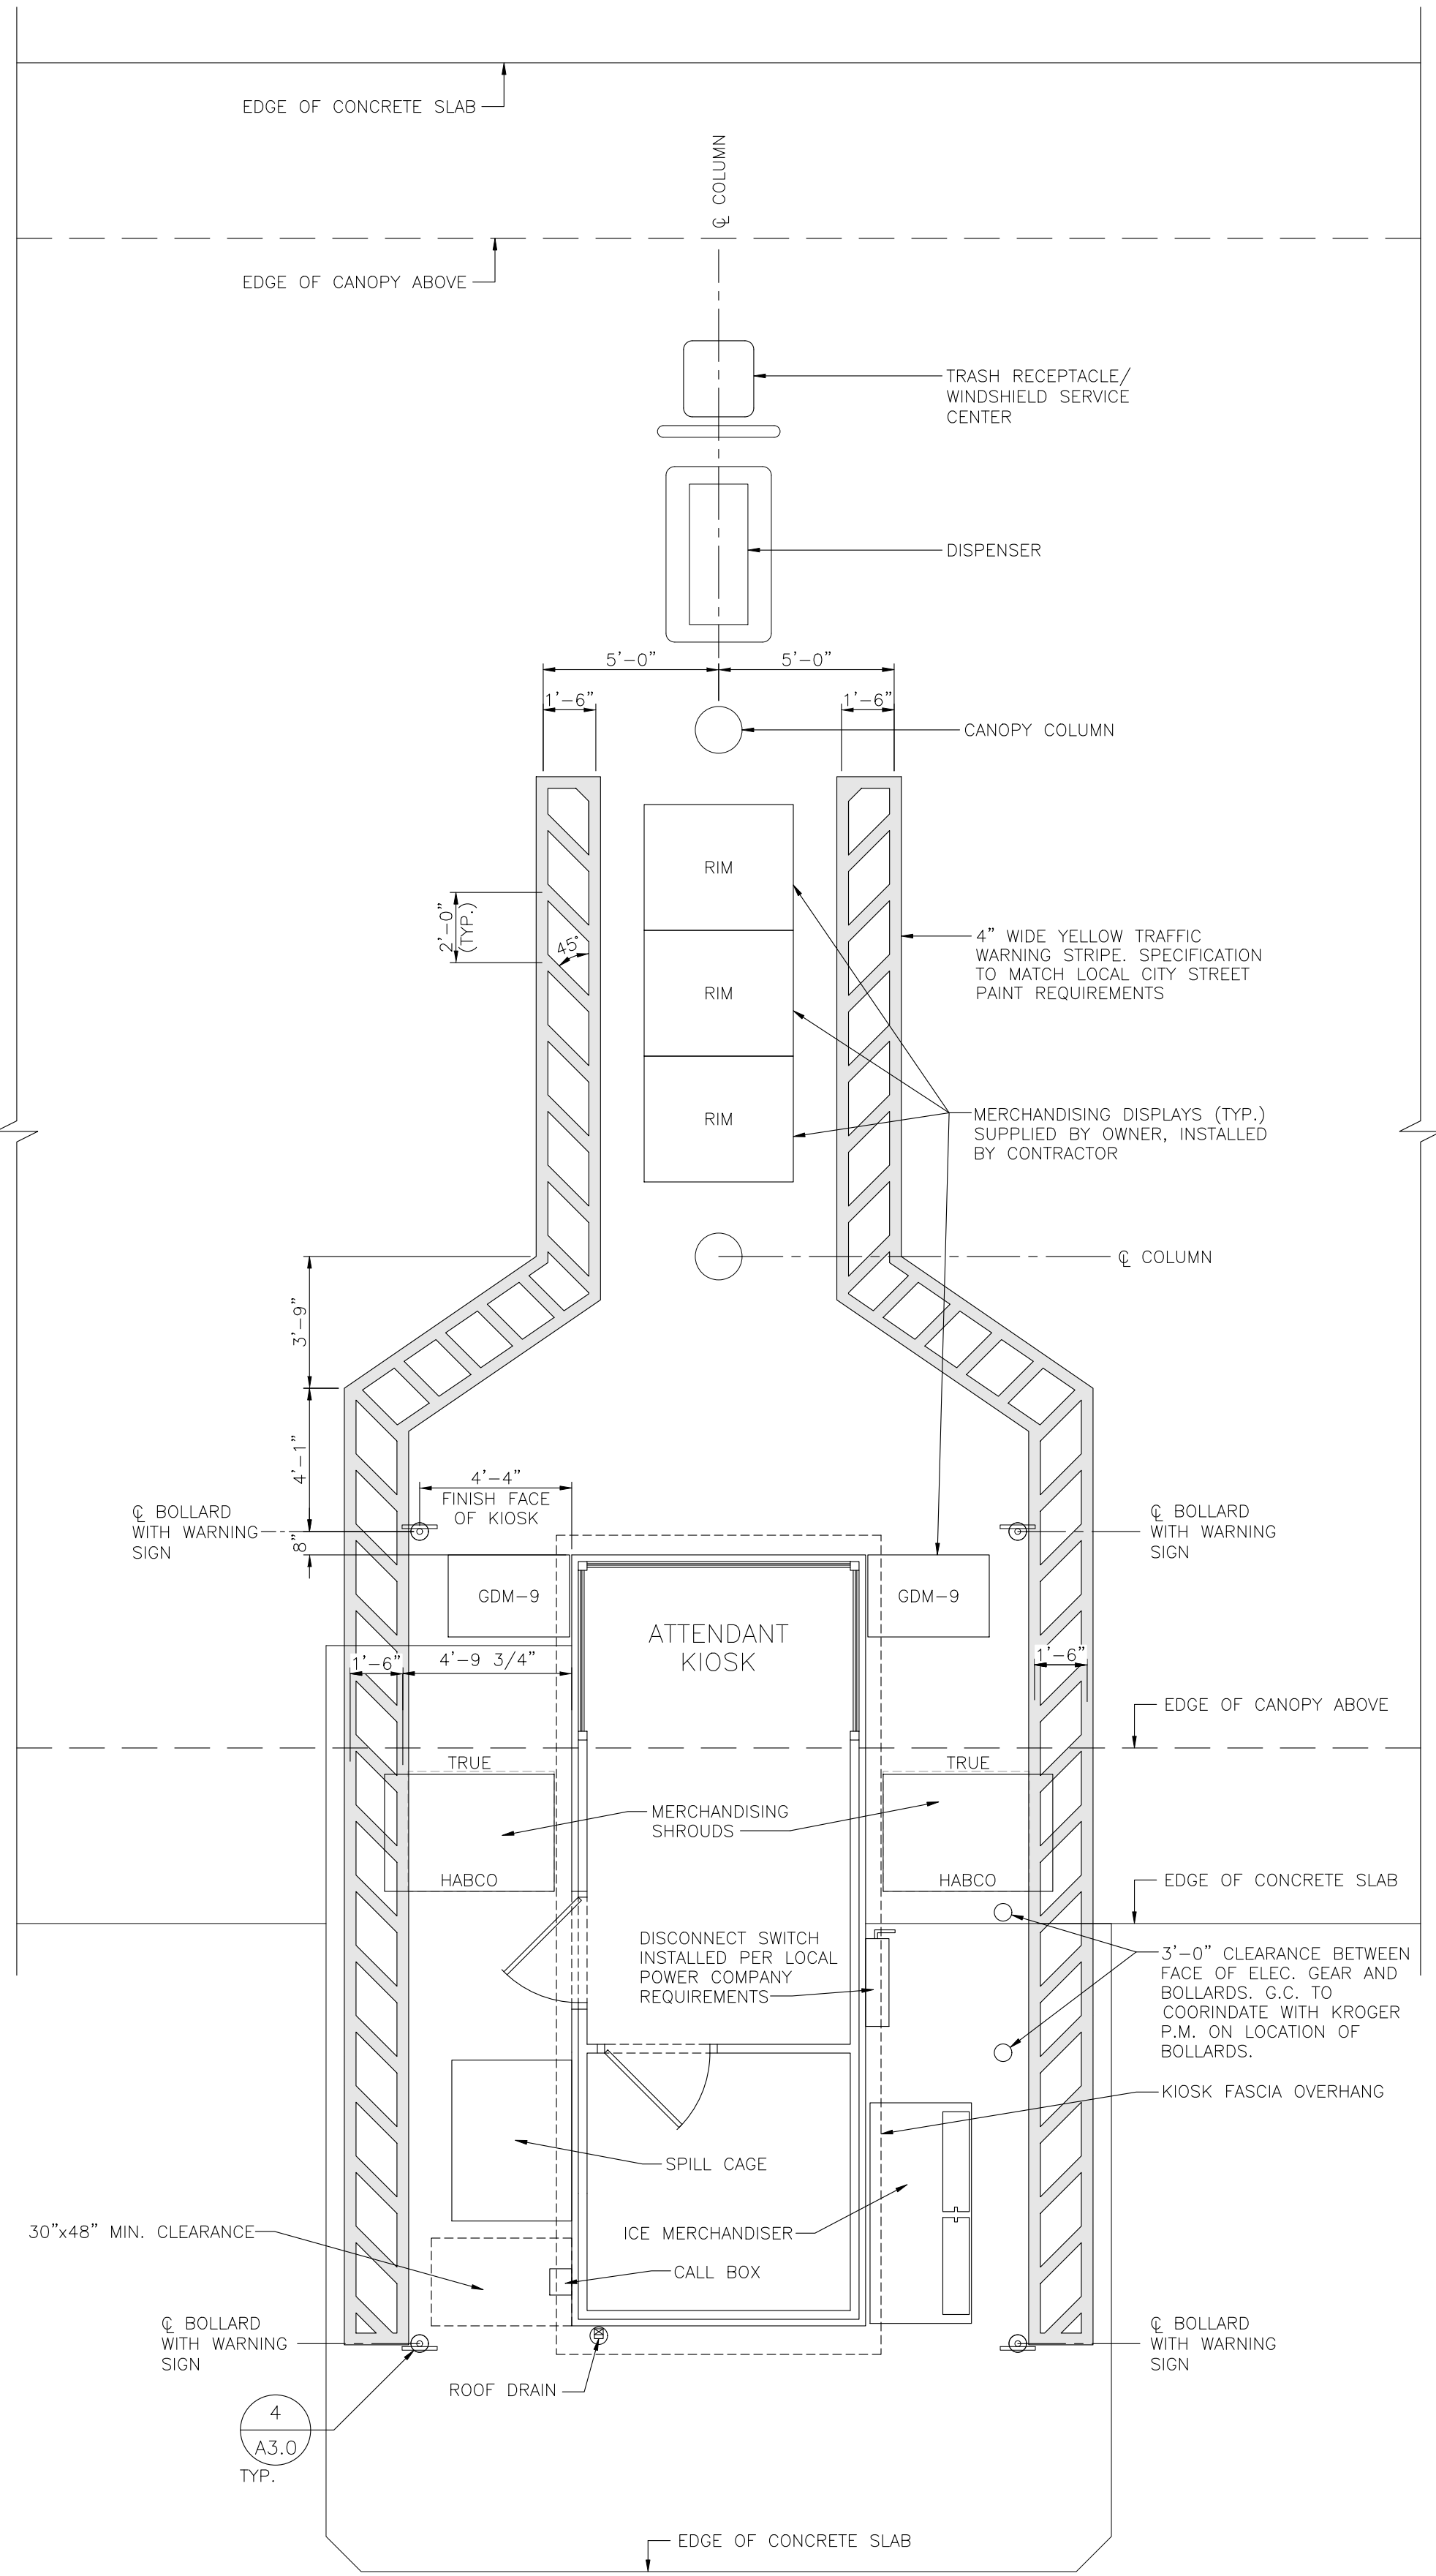 EDGE OF CONCRETE SLAB
℄ COLUMN
EDGE OF CANOPY ABOVE
TRASH RECEPTACLE/
WINDSHIELD SERVICE
CENTER
DISPENSER
5'-0"
5'-0"
1'-6"
1'-6"
CANOPY COLUMN
RIM
2'-0"
(TYP.)
45°
4" WIDE YELLOW TRAFFIC
WARNING STRIPE. SPECIFICATION
TO MATCH LOCAL CITY STREET
PAINT REQUIREMENTS
RIM
RIM
MERCHANDISING DISPLAYS (TYP.)
SUPPLIED BY OWNER, INSTALLED
BY CONTRACTOR
℄ COLUMN
3'-9"
4'-1"
8"
4'-4"
FINISH FACE
OF KIOSK
℄ BOLLARD
WITH WARNING
SIGN
℄ BOLLARD
WITH WARNING
SIGN
GDM-9
GDM-9
ATTENDANT
KIOSK
1'-6"
4'-9 3/4"
1'-6"
EDGE OF CANOPY ABOVE
TRUE
TRUE
MERCHANDISING
SHROUDS
HABCO
HABCO
EDGE OF CONCRETE SLAB
DISCONNECT SWITCH
INSTALLED PER LOCAL
POWER COMPANY
REQUIREMENTS
3'-0" CLEARANCE BETWEEN
FACE OF ELEC. GEAR AND
BOLLARDS. G.C. TO
COORINDATE WITH KROGER
P.M. ON LOCATION OF
BOLLARDS.
KIOSK FASCIA OVERHANG
SPILL CAGE
30"x48" MIN. CLEARANCE
ICE MERCHANDISER
CALL BOX
℄ BOLLARD
WITH WARNING
SIGN
℄ BOLLARD
WITH WARNING
SIGN
ROOF DRAIN
4
A3.0
TYP.
EDGE OF CONCRETE SLAB